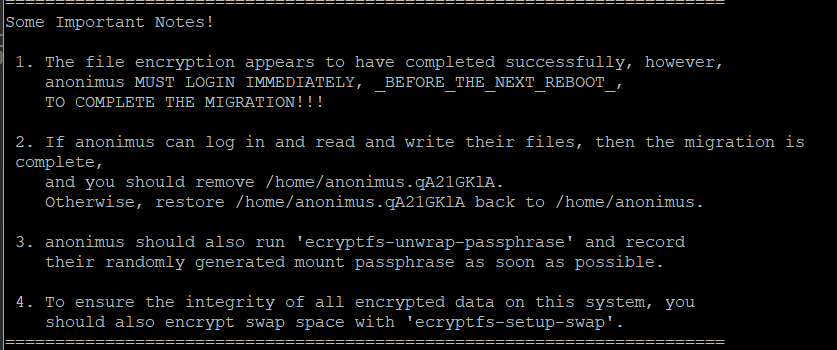 ========================================================================
Some Important Notes!
1. The file encryption appears to have completed successfully, however,
anonimus MUST LOGIN IMMEDIATELY, _BEFORE_THE_NEXT_REBOOT_,
TO COMPLETE THE MIGRATION!!!
2. If anonimus can log in and read and write their files, then the migration is
complete,
and you should remove /home/anonimus.qA21GKlA.
Otherwise, restore /home/anonimus.qA21GKlA back to /home/anonimus.
3. anonimus should also run 'ecryptfs-unwrap-passphrase' and record
their randomly generated mount passphrase as soon as possible.
4. To ensure the integrity of all encrypted data on this system, you
should also encrypt swap space with 'ecryptfs-setup-swap'.
========================================================================